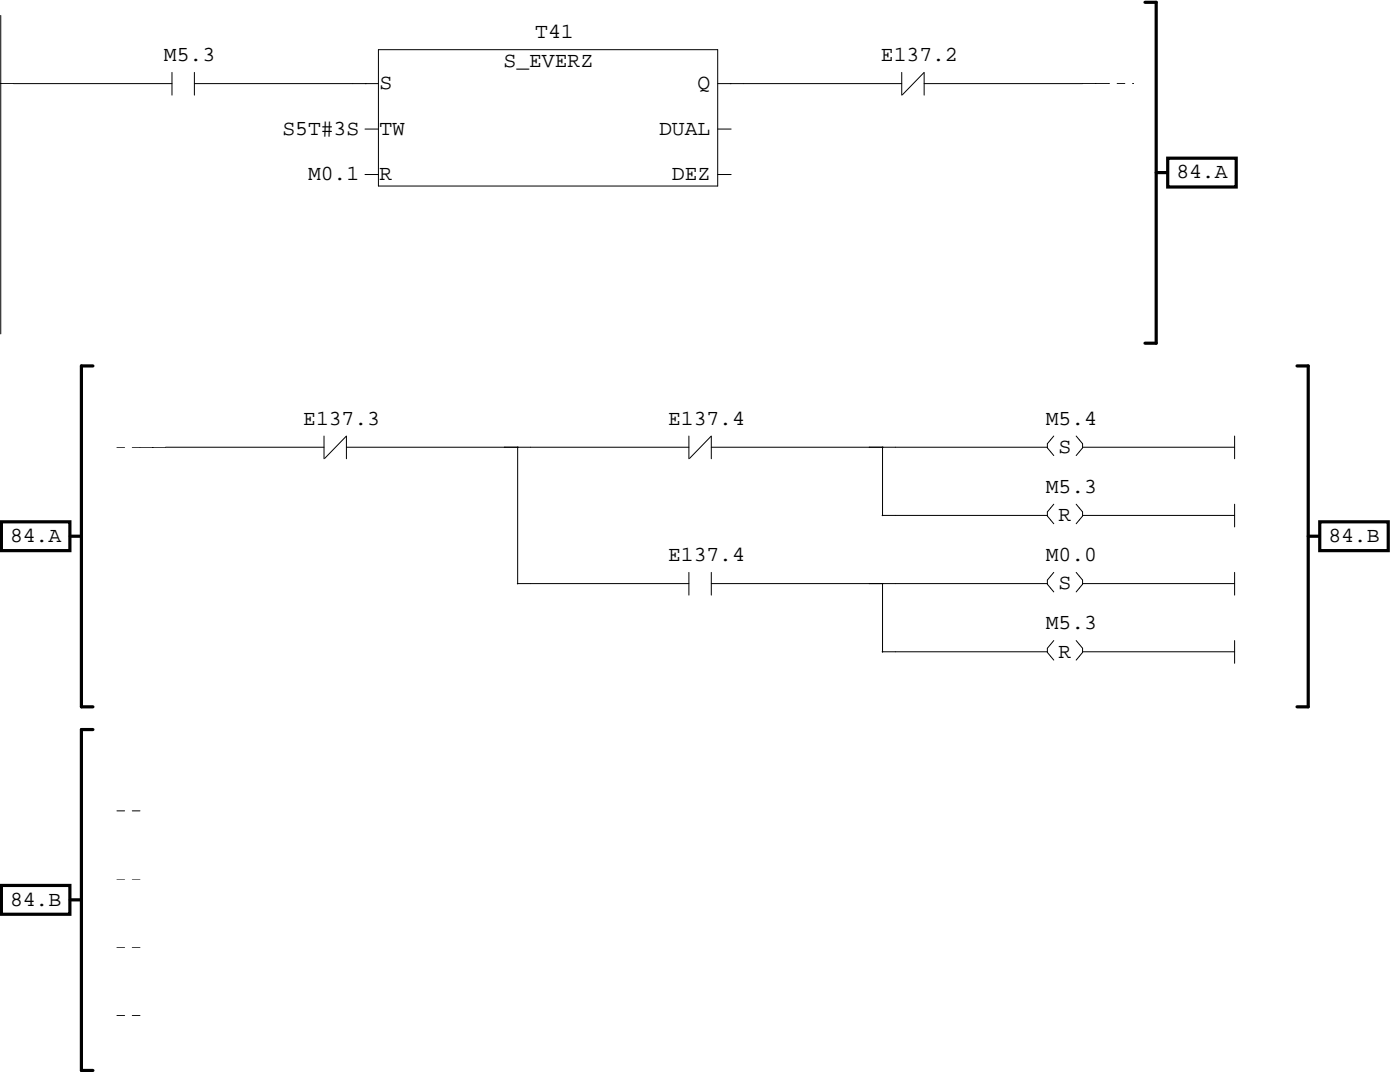 T41
M5.3 S_EVERZ E137.2
S Q
S5T#3S TW DUAL
M0.1 R DEZ
84.A
E137.3 E137.4 M5.4
S
M5.3
R
84.A 84.B
E137.4 M0.0
S
M5.3
R
84.B